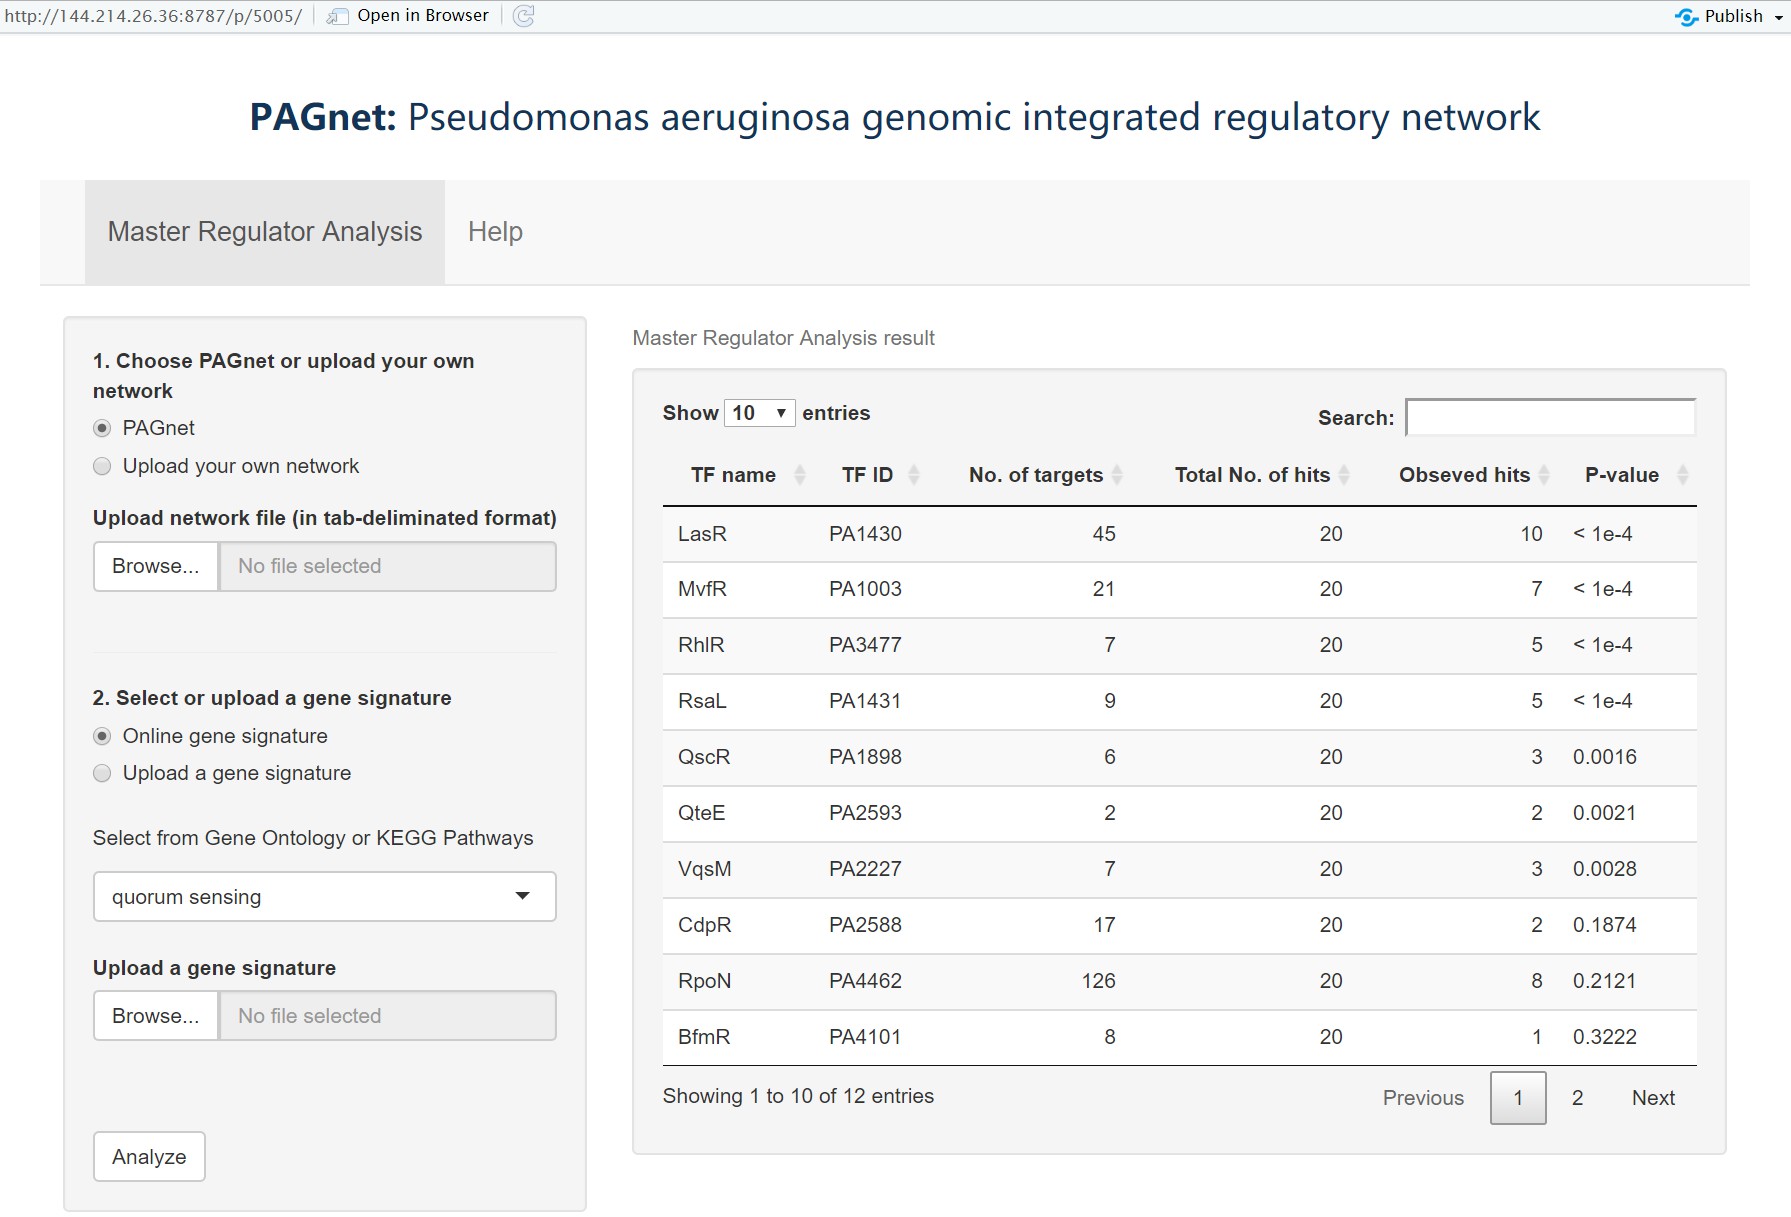 http://144.214.26.36:8787/p/5005/ Open in Browser Publish
PAGnet: Pseudomonas aeruginosa genomic integrated regulatory network
Master Regulator Analysis Help
1. Choose PAGnet or upload your own
network
PAGnet
Upload your own network
Upload network file (in tab-deliminated format)
Browse... No file selected
2. Select or upload a gene signature
Online gene signature
Upload a gene signature
Select from Gene Ontology or KEGG Pathways
quorum sensing
Upload a gene signature
Browse... No file selected
Analyze
Master Regulator Analysis result
Show 10 entries Search:
TF name TF ID No. of targets Total No. of hits Obseved hits P-value
LasR PA1430 45 20 10 < 1e-4
MvfR PA1003 21 20 7 < 1e-4
RhlR PA3477 7 20 5 < 1e-4
RsaL PA1431 9 20 5 < 1e-4
QscR PA1898 6 20 3 0.0016
QteE PA2593 2 20 2 0.0021
VqsM PA2227 7 20 3 0.0028
CdpR PA2588 17 20 2 0.1874
RpoN PA4462 126 20 8 0.2121
BfmR PA4101 8 20 1 0.3222
Showing 1 to 10 of 12 entries Previous 1 2 Next